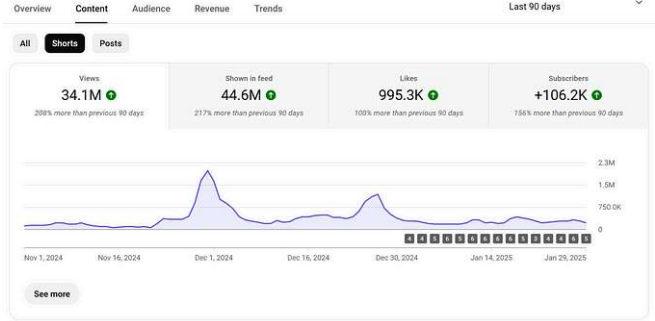 Overview Content Audience Revenue Trends Last 90 days
All Shorts Posts
Views Shown in feed Likes Subscribers
34.1M 44.6M 995.3K +106.2K
208% more than previous 90 days 217% more than previous 90 days 100% more than previous 90 days 156% more than previous 90 days
2.3M
1.5M
750.0K
0
Nov 1, 2024 Nov 16, 2024 Dec 1, 2024 Dec 16, 2024 Dec 30, 2024 Jan 14, 2025 Jan 29, 2025
See more